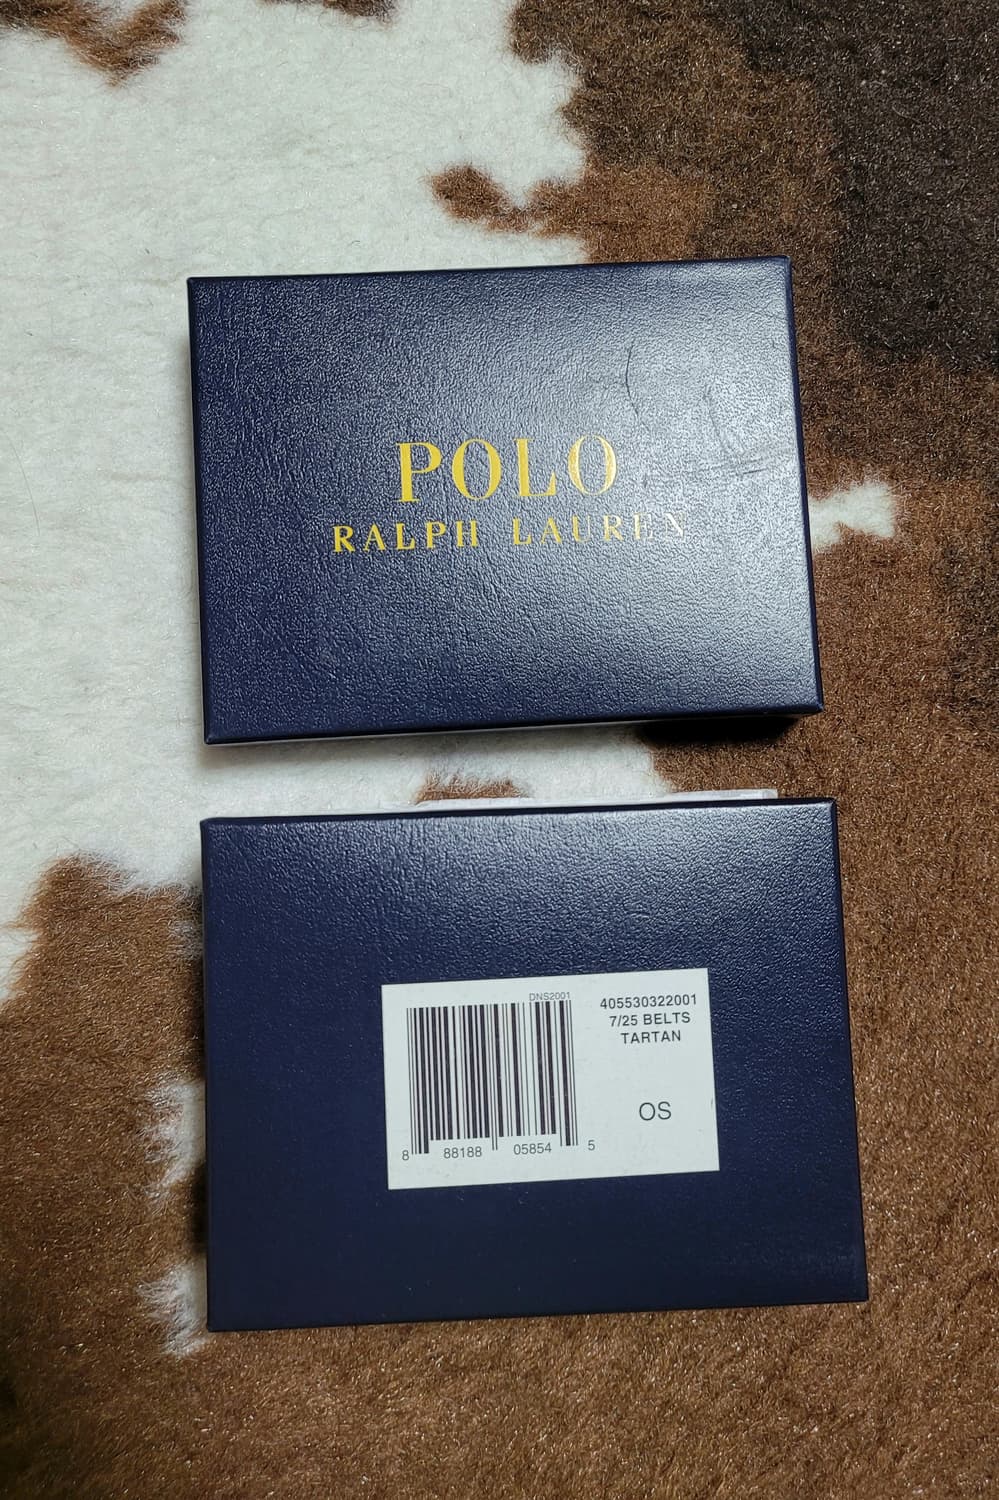 POLO
RALPH LAUREN
DNS2001
405530322001
7/25 BELTS
TARTAN
OS
8 88188 05854 5